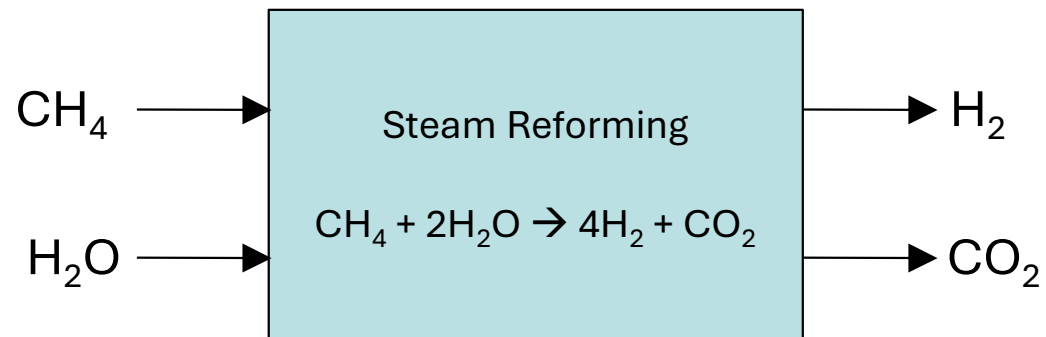 CH₄
H₂O
Steam Reforming
CH₄ + 2H₂O → 4H₂ + CO₂
H₂
CO₂